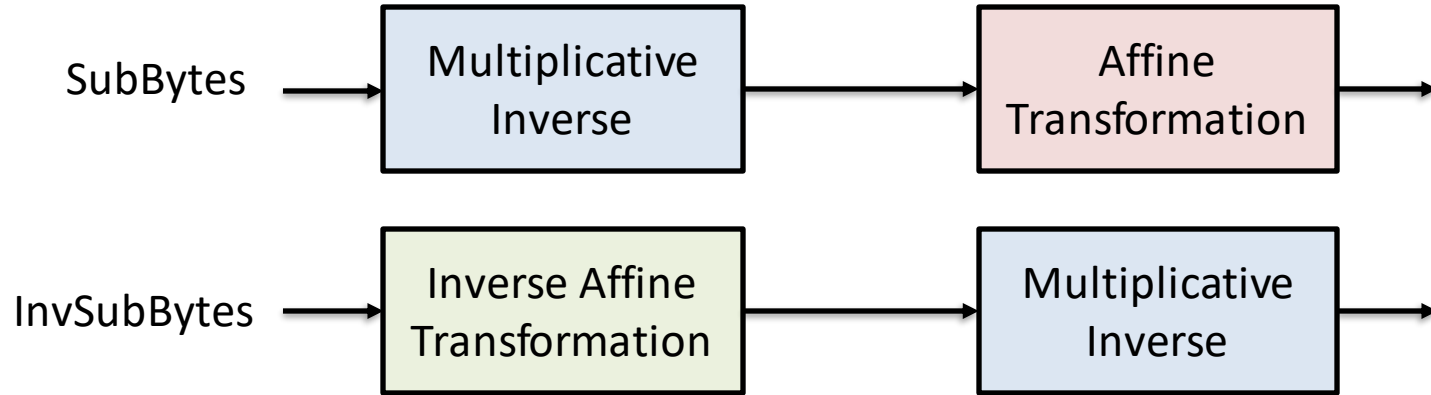 SubBytes
Multiplicative
Inverse
Affine
Transformation
InvSubBytes
Inverse Affine
Transformation
Multiplicative
Inverse